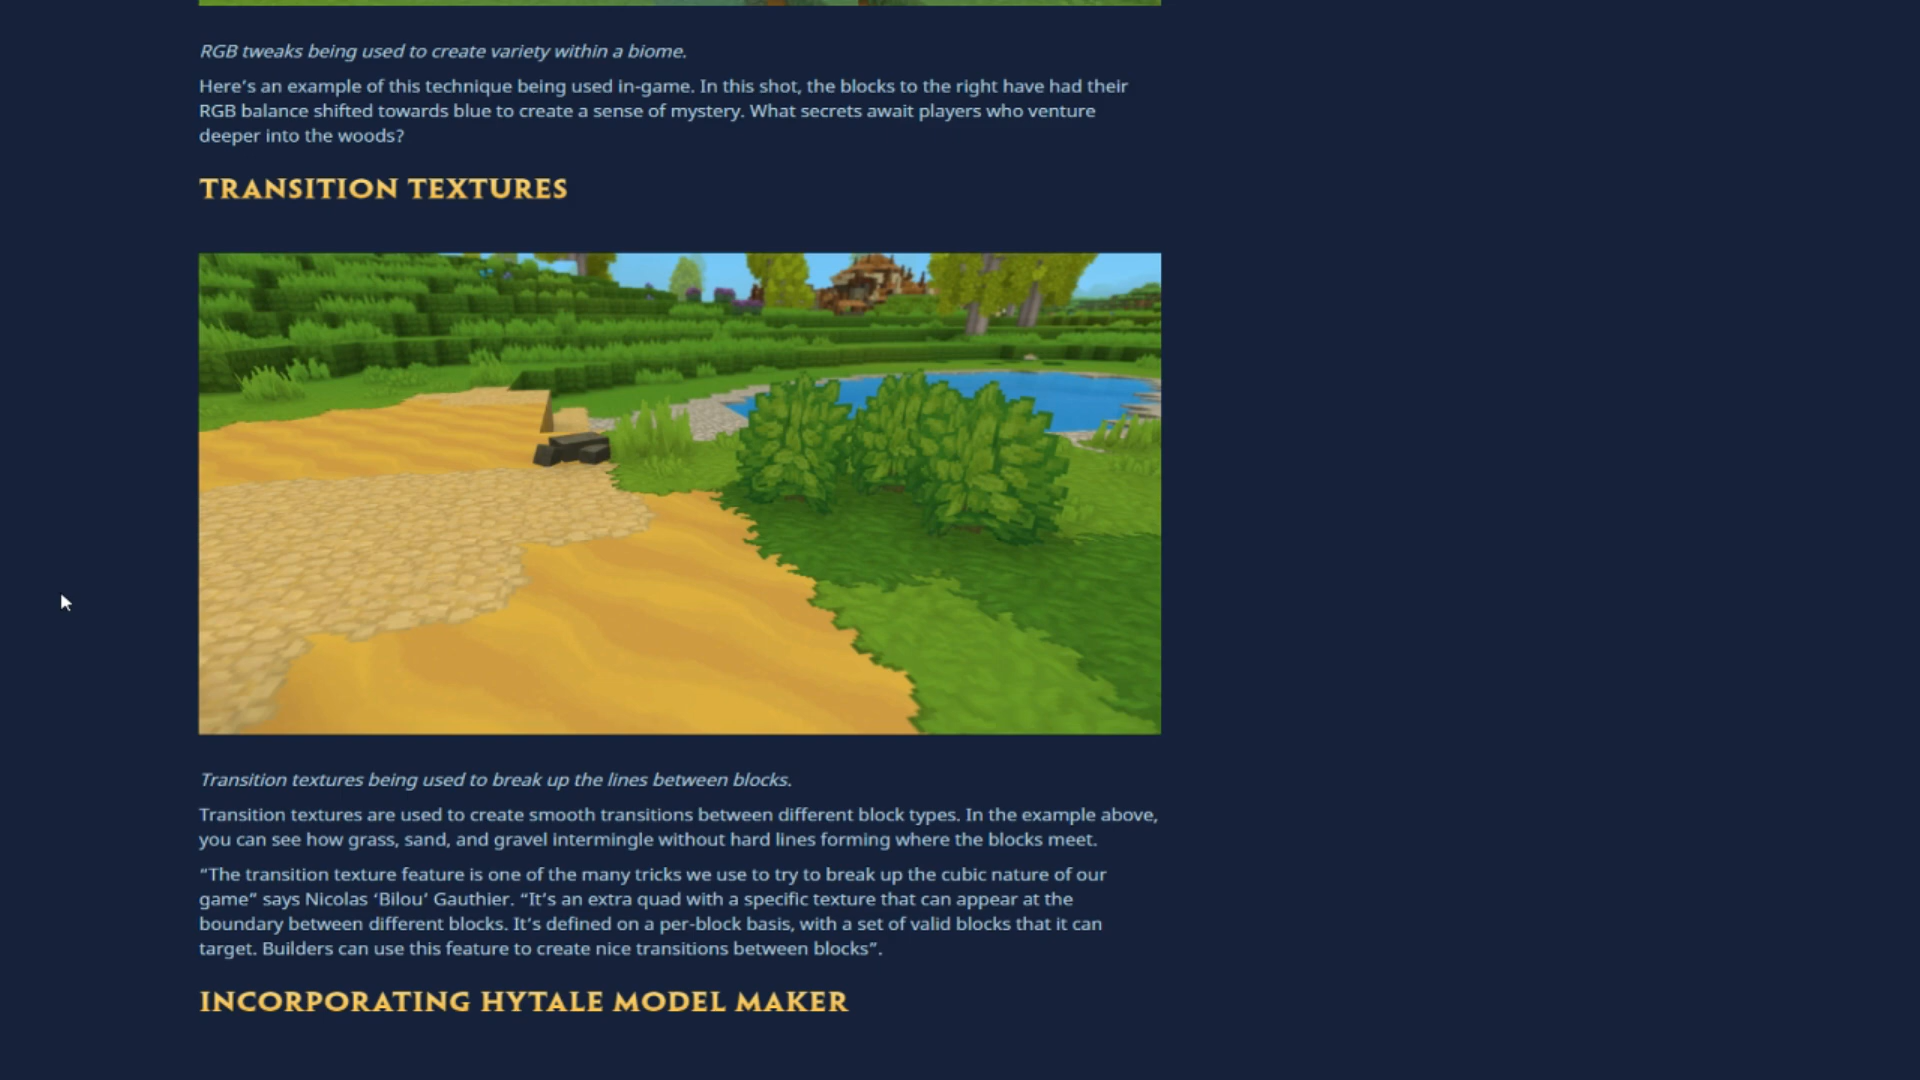 RGB tweaks being used to create variety within a biome.
Here’s an example of this technique being used in-game. In this shot, the blocks to the right have had their
RGB balance shifted towards blue to create a sense of mystery. What secrets await players who venture
deeper into the woods?
TRANSITION TEXTURES
Transition textures being used to break up the lines between blocks.
Transition textures are used to create smooth transitions between different block types. In the example above,
you can see how grass, sand, and gravel intermingle without hard lines forming where the blocks meet.
“The transition texture feature is one of the many tricks we use to try to break up the cubic nature of our
game” says Nicolas ‘Bilou’ Gauthier. “It’s an extra quad with a specific texture that can appear at the
boundary between different blocks. It’s defined on a per-block basis, with a set of valid blocks that it can
target. Builders can use this feature to create nice transitions between blocks”.
INCORPORATING HYTALE MODEL MAKER